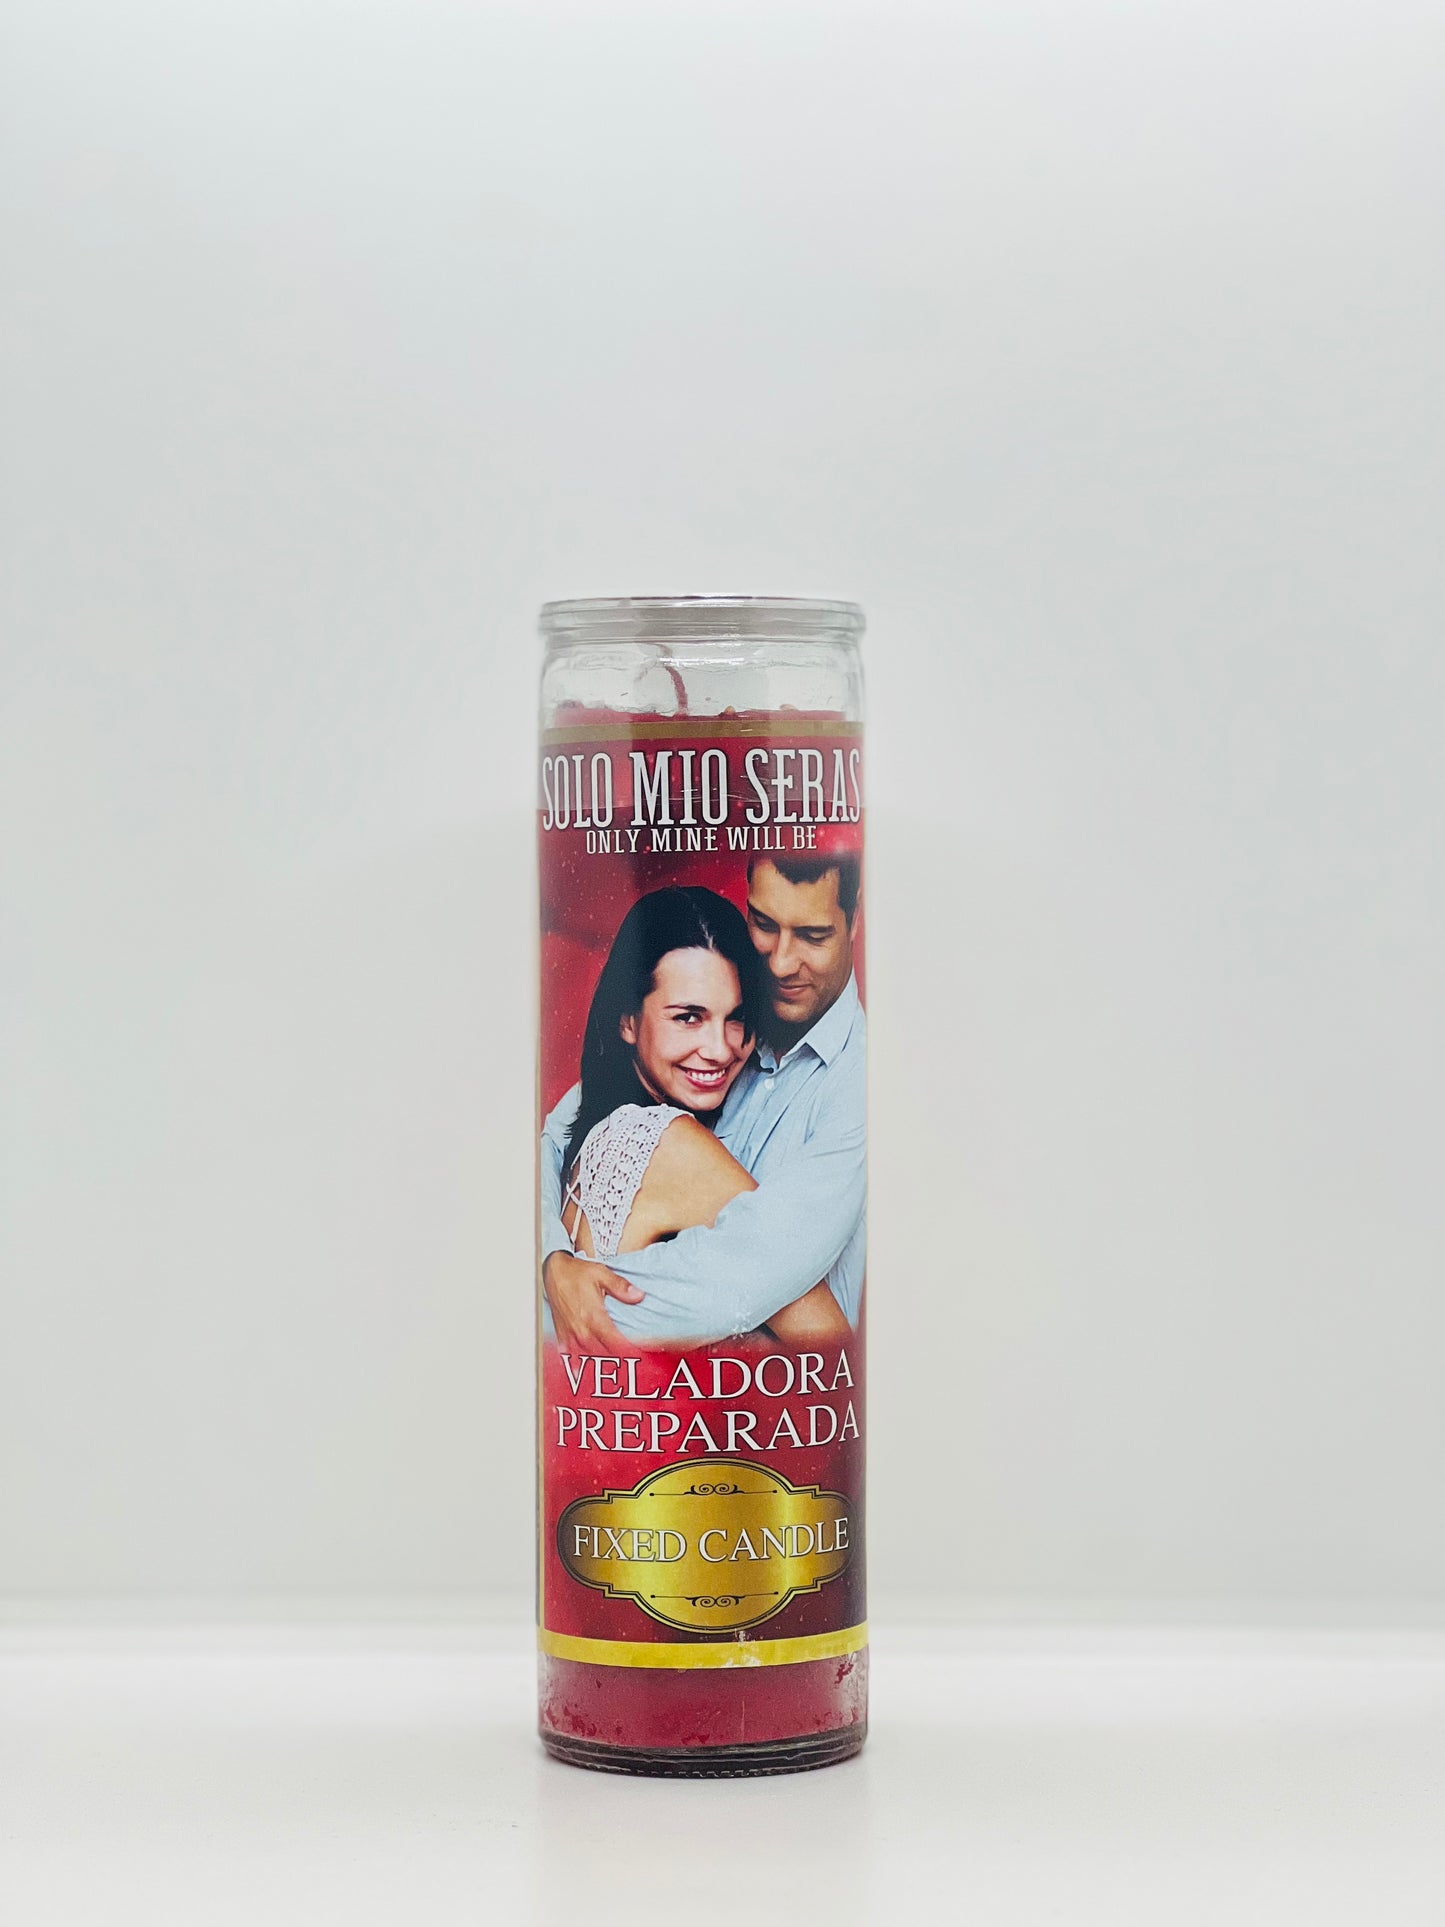 SOLO MIO SERAS
ONLY MINE WILL BE
VELADORA
PREPARADA
FIXED CANDLE